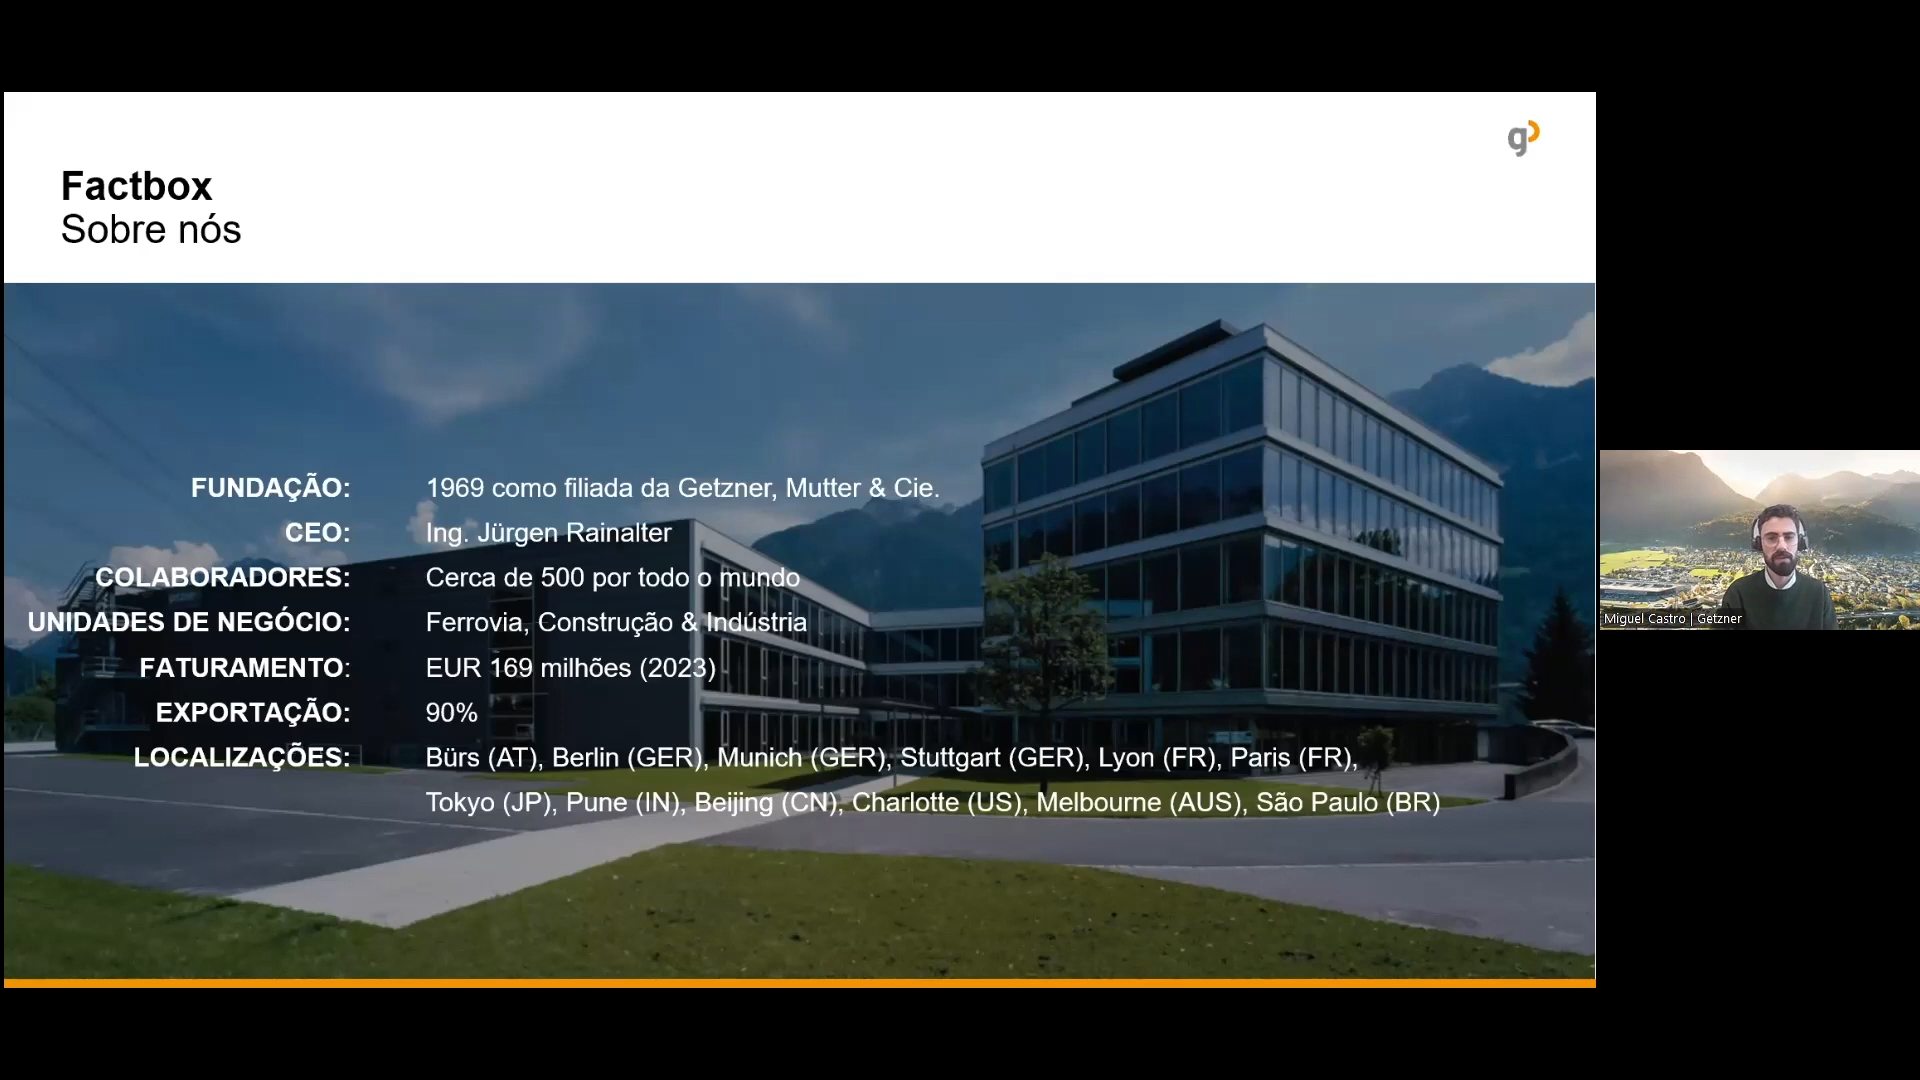 g
Factbox
Sobre nós
FUNDAÇÃO: 1969 como filiada da Getzner, Mutter & Cie.
CEO: Ing. Jürgen Rainalter
COLABORADORES: Cerca de 500 por todo o mundo
UNIDADES DE NEGÓCIO: Ferrovia, Construção & Indústria
FATURAMENTO: EUR 169 milhões (2023)
EXPORTAÇÃO: 90%
LOCALIZAÇÕES: Bürs (AT), Berlin (GER), Munich (GER), Stuttgart (GER), Lyon (FR), Paris (FR),
Tokyo (JP), Pune (IN), Beijing (CN), Charlotte (US), Melbourne (AUS), São Paulo (BR)
Miguel Castro | Getzner